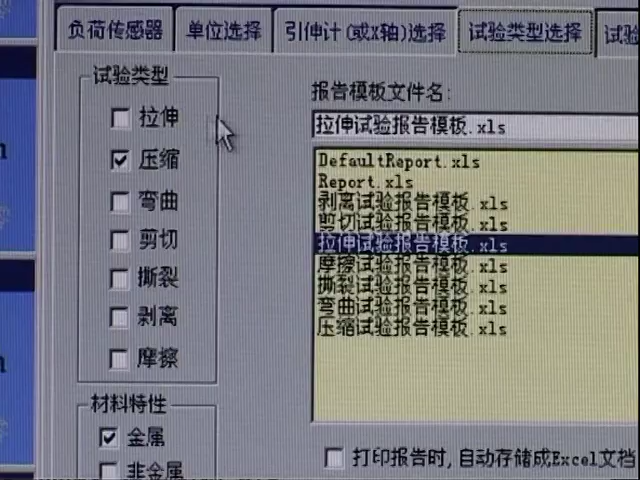 负荷传感器 单位选择 引伸计(或X轴)选择 试验类型选择 试验
试验类型
拉伸
压缩
弯曲
剪切
撕裂
剥离
摩擦
材料特性
金属
非金属
报告模板文件名:
拉伸试验报告模板.xls
DefaultReport.xls
Report.xls
剥离试验报告模板.xls
剪切试验报告模板.xls
拉伸试验报告模板.xls
摩擦试验报告模板.xls
撕裂试验报告模板.xls
弯曲试验报告模板.xls
压缩试验报告模板.xls
打印报告时,自动存储成Excel文档